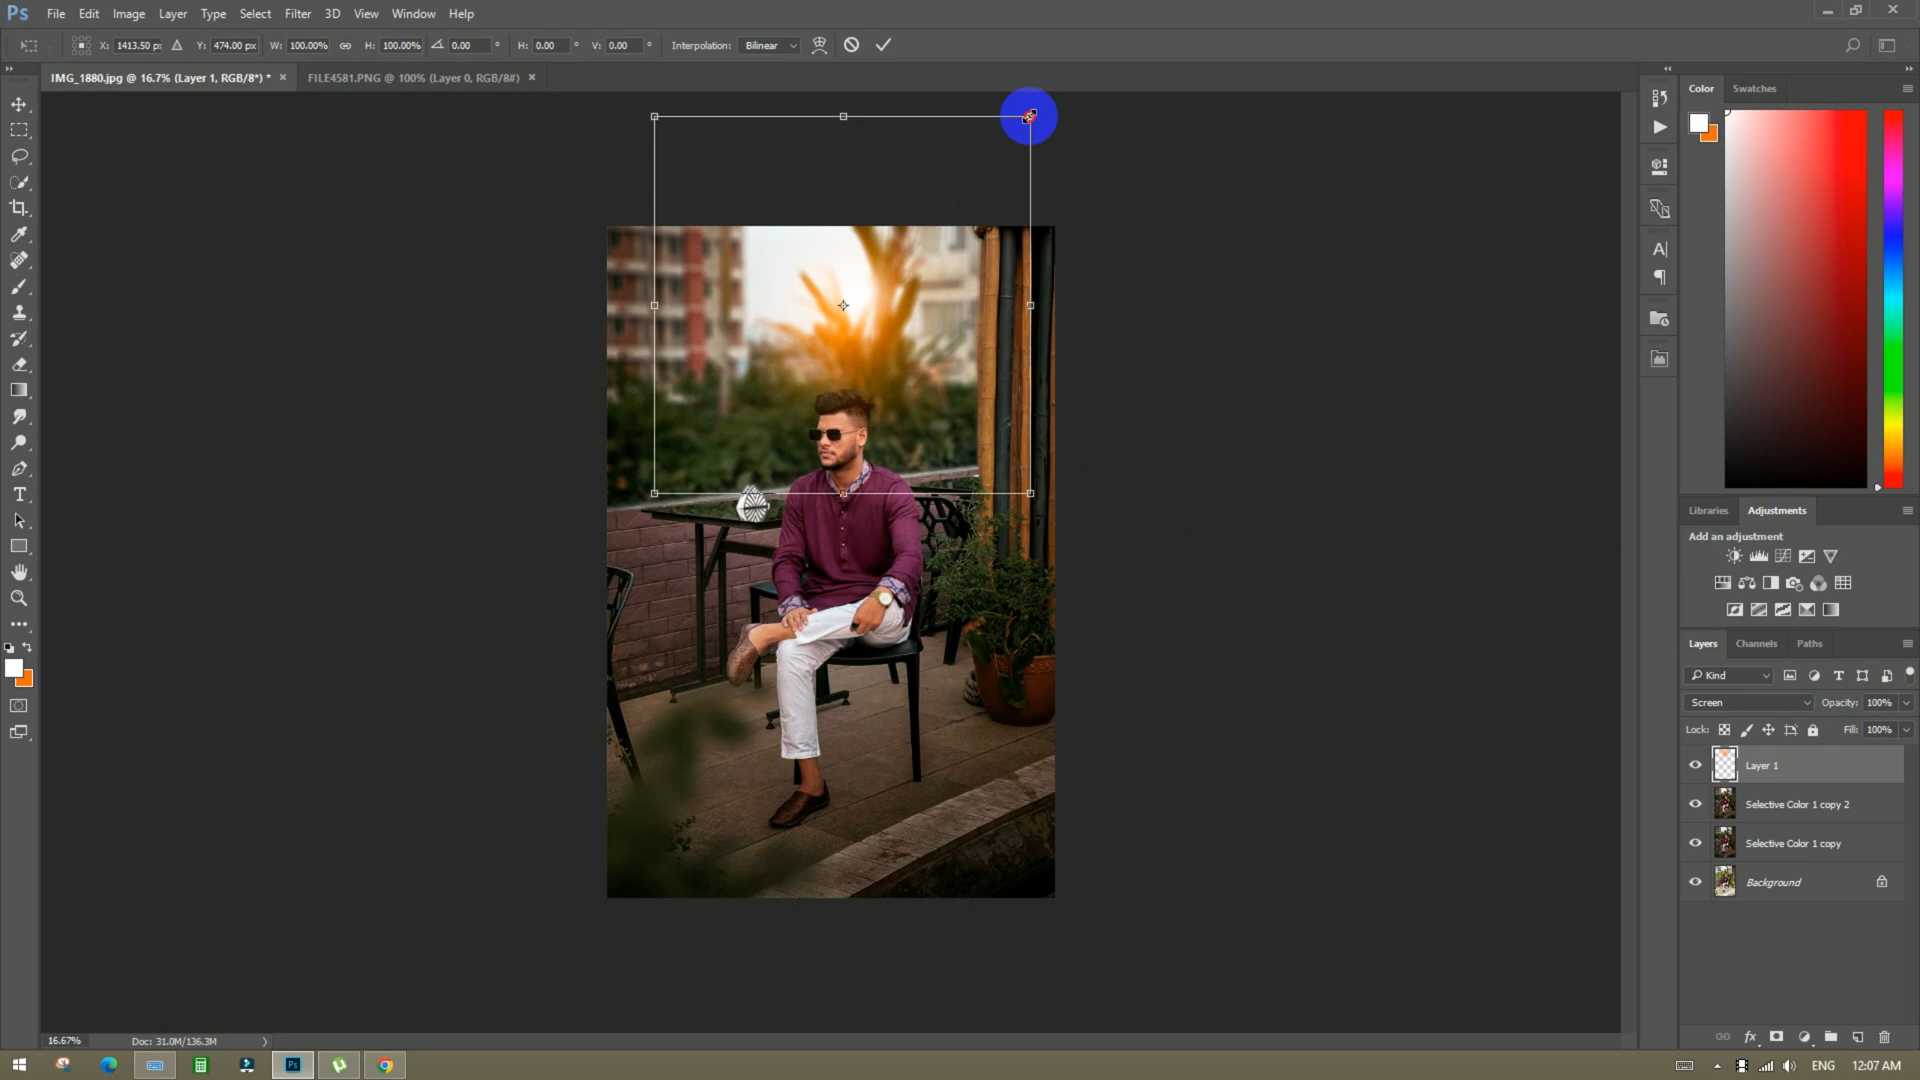 Ps File Edit Image Layer Type Select Filter 3D View Window Help
X: 1413.50 p Y: 474.00 px W: 100.00% H: 100.00% 0.00 ° H: 0.00 ° V: 0.00 ° Interpolation: Bilinear
IMG_1880.jpg @ 16.7% (Layer 1, RGB/8*) * × FILE4581.PNG @ 100% (Layer 0, RGB/8#) ×
Color Swatches
Libraries Adjustments
Add an adjustment
Layers Channels Paths
Kind
Screen Opacity: 100%
Lock: Fill: 100%
Layer 1
Selective Color 1 copy 2
Selective Color 1 copy
Background
fx
16.67% Doc: 31.0M/136.3M
Ps ENG 12:07 AM